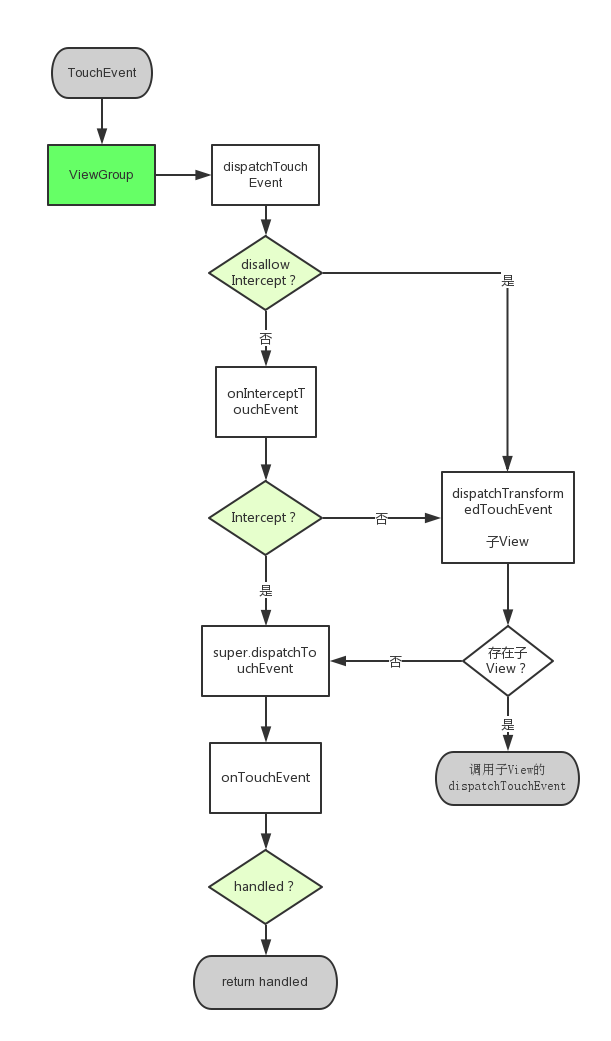 TouchEvent
ViewGroup
dispatchTouch
Event
disallow
Intercept ?
是
否
onInterceptT
ouchEvent
Intercept ?
否
dispatchTransform
edTouchEvent
子View
是
super.dispatchTo
uchEvent
否
存在子
View ?
是
onTouchEvent
调用子View的
dispatchTouchEvent
handled ?
return handled